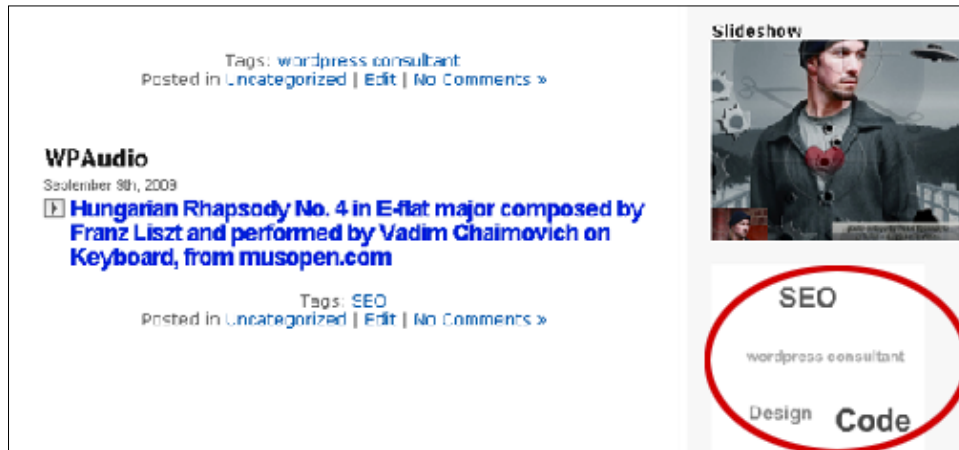 Tags: wordpress consultant
Posted in Uncategorized | Edit | No Comments »
WPAudio
September 9th, 2009
Hungarian Rhapsody No. 4 in E-flat major composed by
Franz Liszt and performed by Vadim Chaimovich on
Keyboard, from musopen.com
Tags: SEO
Posted in Uncategorized | Edit | No Comments »
Slideshow
SEO
wordpress consultant
Design
Code